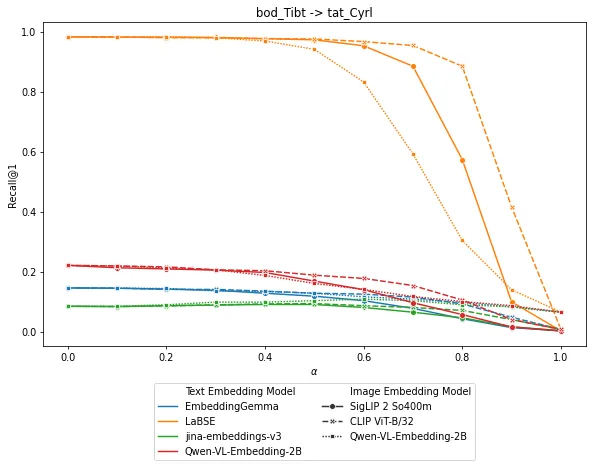 bod_Tibt -> tat_Cyrl
1.0
0.8
0.6
0.4
0.2
0.0
Recall@1
0.0 0.2 0.4 0.6 0.8 1.0
α
Text Embedding Model Image Embedding Model
EmbeddingGemma SigLIP 2 So400m
LaBSE CLIP ViT-B/32
jina-embeddings-v3 Qwen-VL-Embedding-2B
Qwen-VL-Embedding-2B